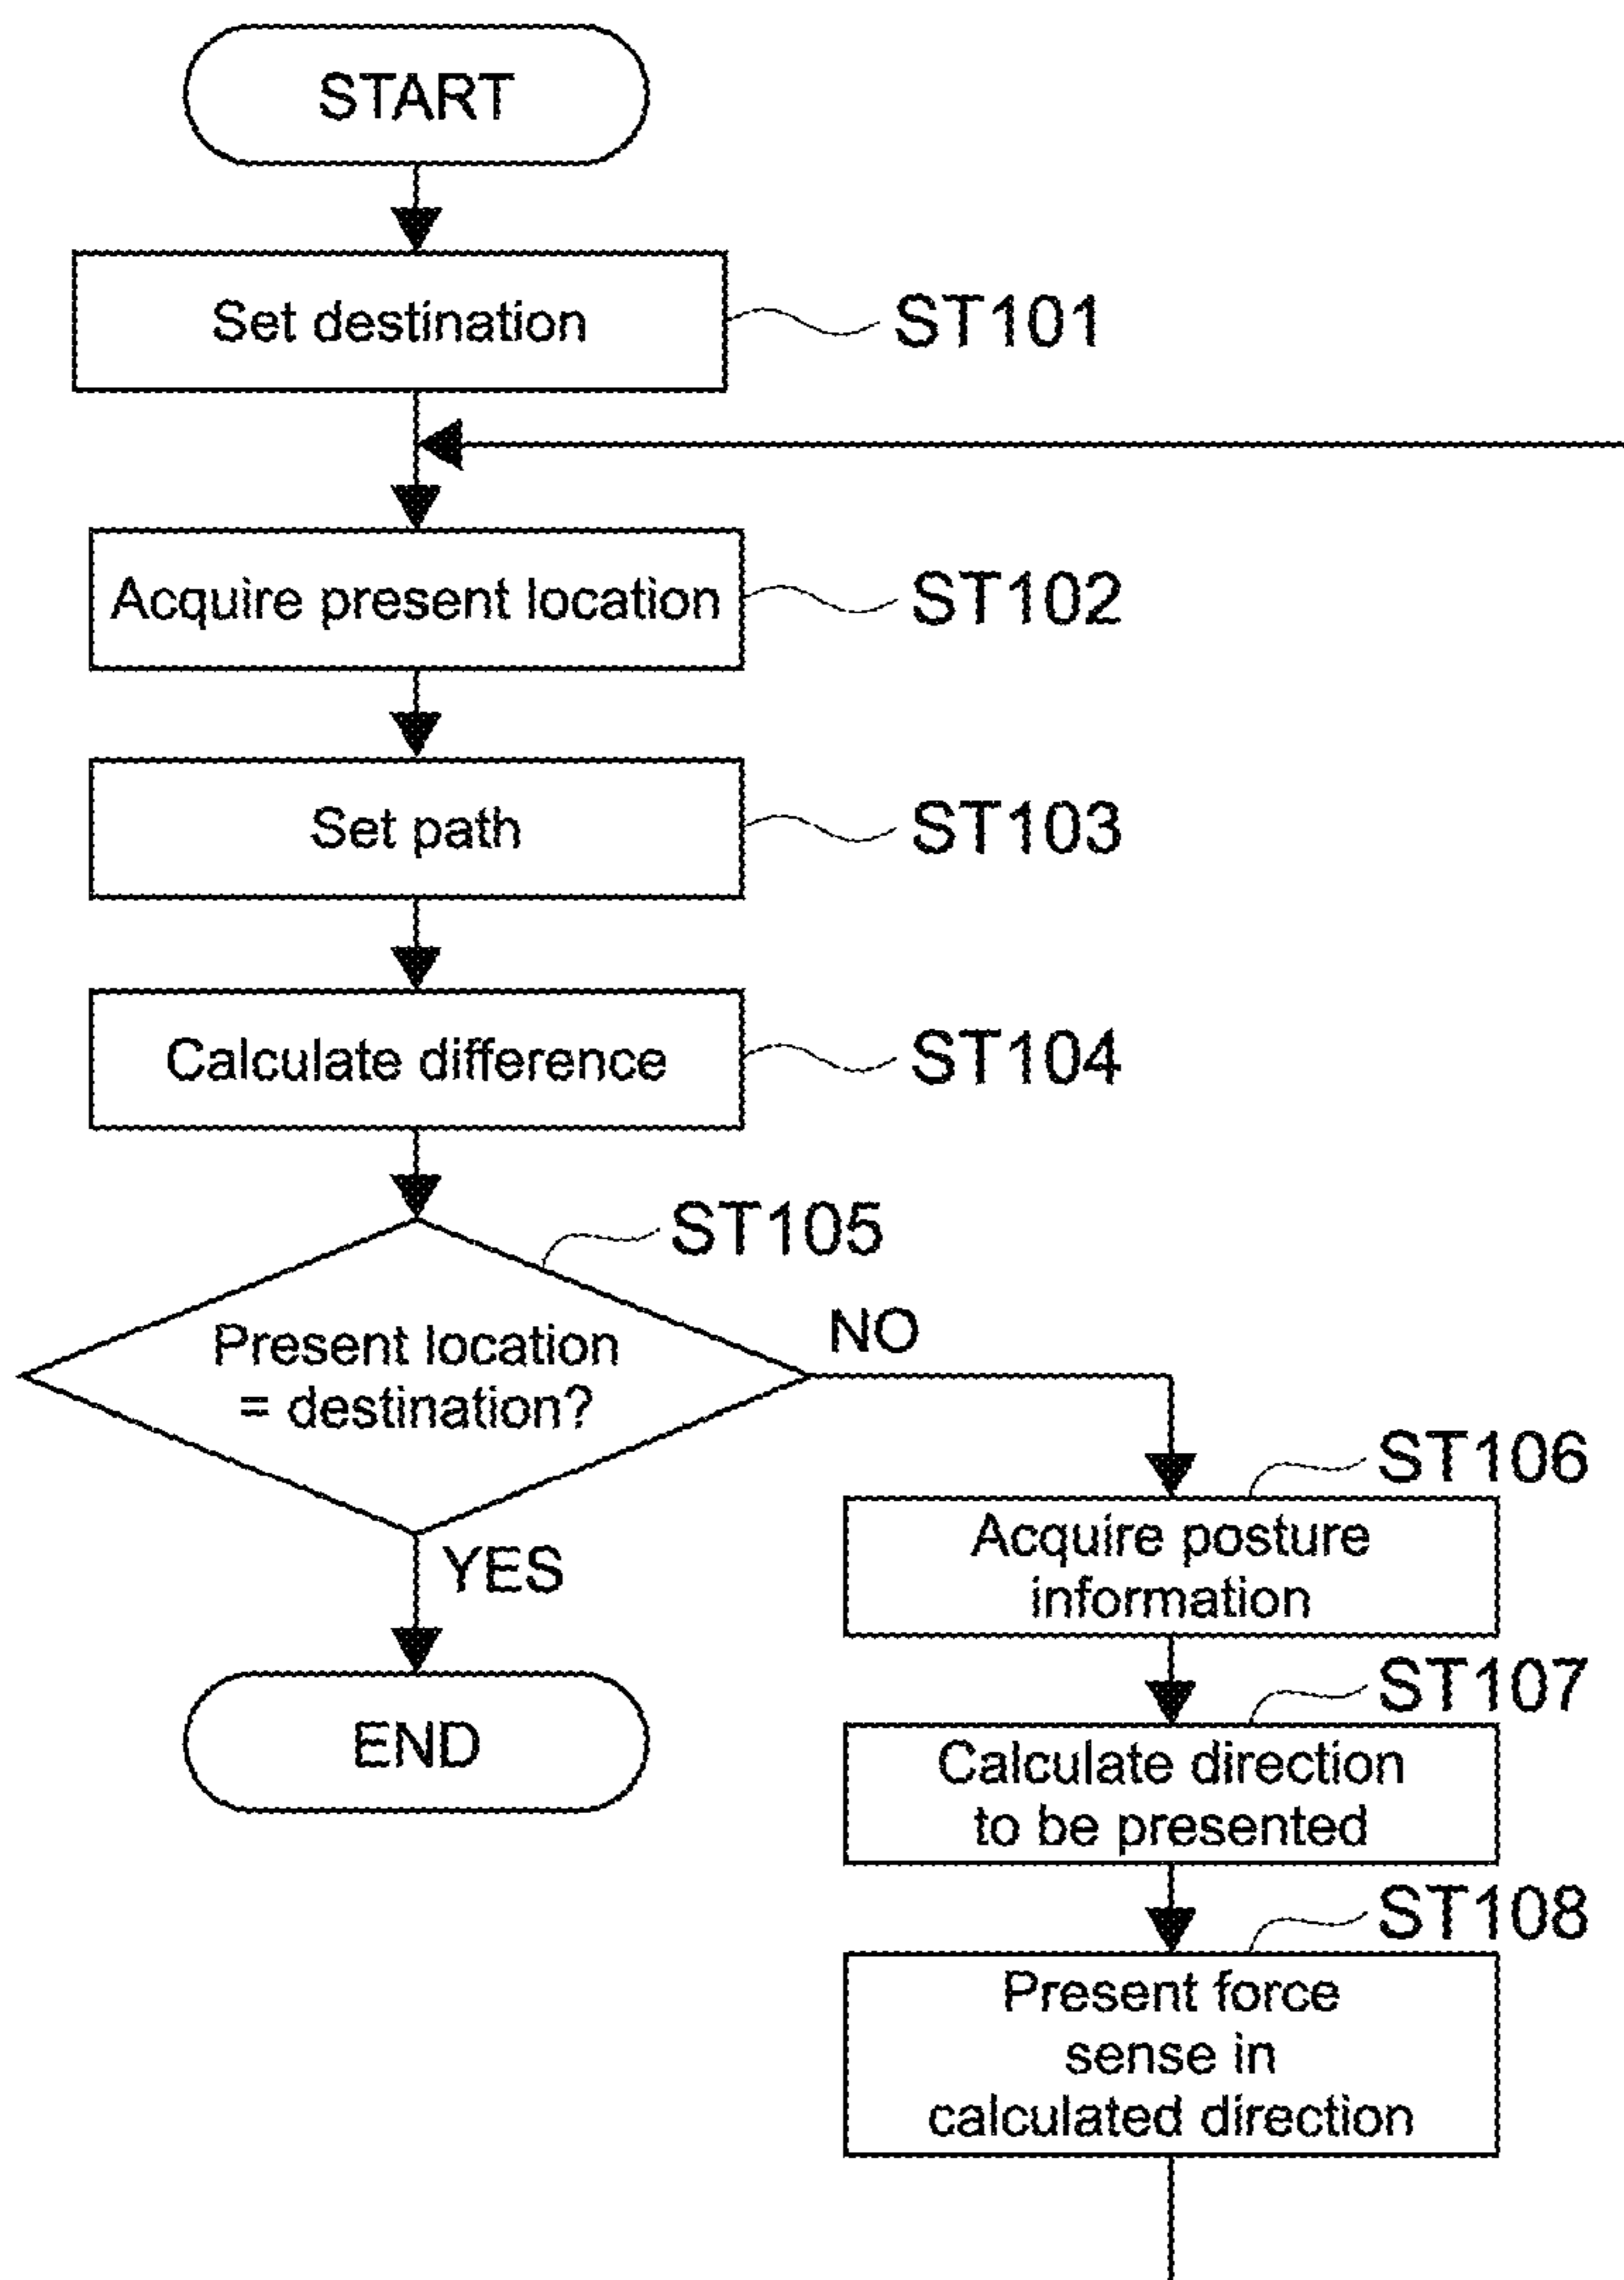 START
Set destination
ST101
Acquire present location
ST102
Set path
ST103
Calculate difference
ST104
ST105
Present location
= destination?
NO
YES
END
ST106
Acquire posture
information
ST107
Calculate direction
to be presented
ST108
Present force
sense in
calculated direction